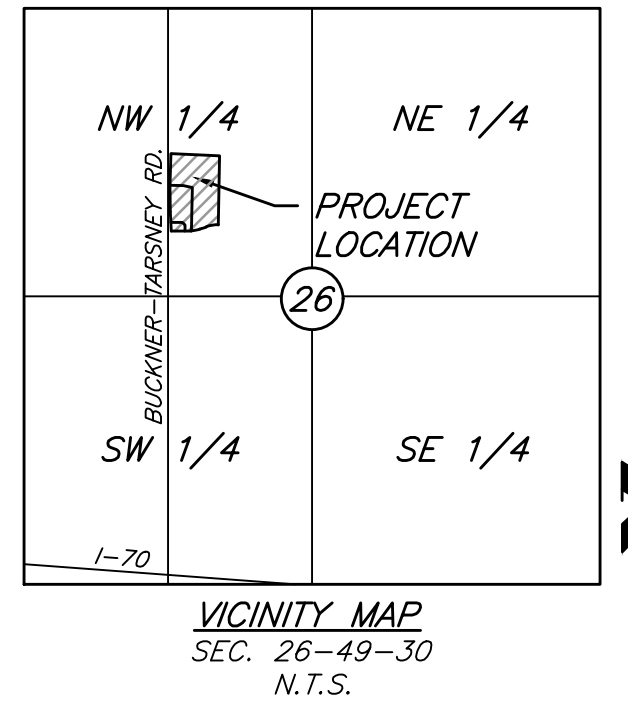 NW 1/4
NE 1/4
BUCKNER-TARSNEY RD.
PROJECT
LOCATION
26
SW 1/4
SE 1/4
I-70
VICINITY MAP
SEC. 26-49-30
N.T.S.